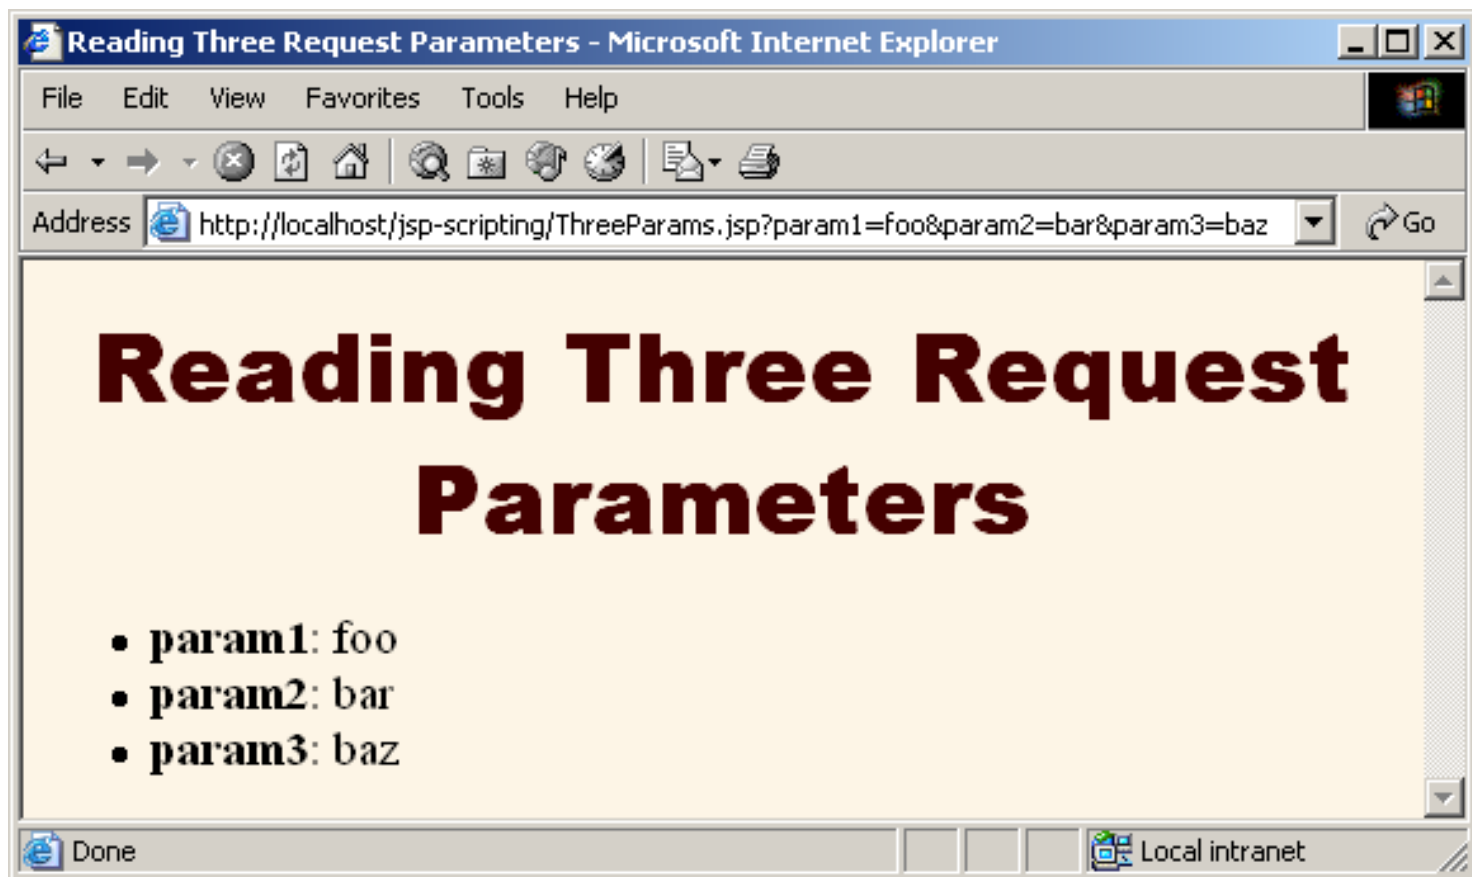 Reading Three Request Parameters - Microsoft Internet Explorer
File Edit View Favorites Tools Help
Address http://localhost/jsp-scripting/ThreeParams.jsp?param1=foo&param2=bar&param3=baz Go
Reading Three Request
Parameters
• param1: foo
• param2: bar
• param3: baz
Done Local intranet